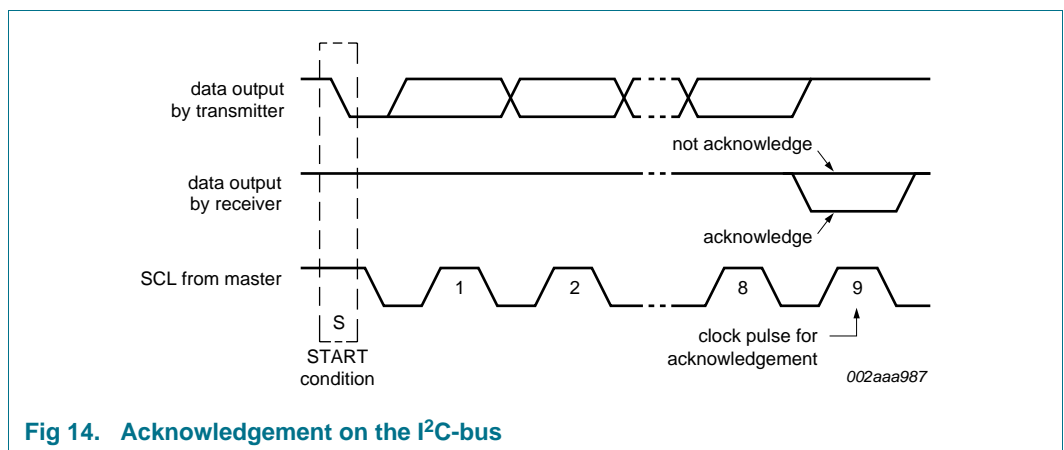 data output
by transmitter
not acknowledge
data output
by receiver
acknowledge
SCL from master
1
2
8
9
S
START
condition
clock pulse for
acknowledgement
002aaa987
Fig 14. Acknowledgement on the I²C-bus